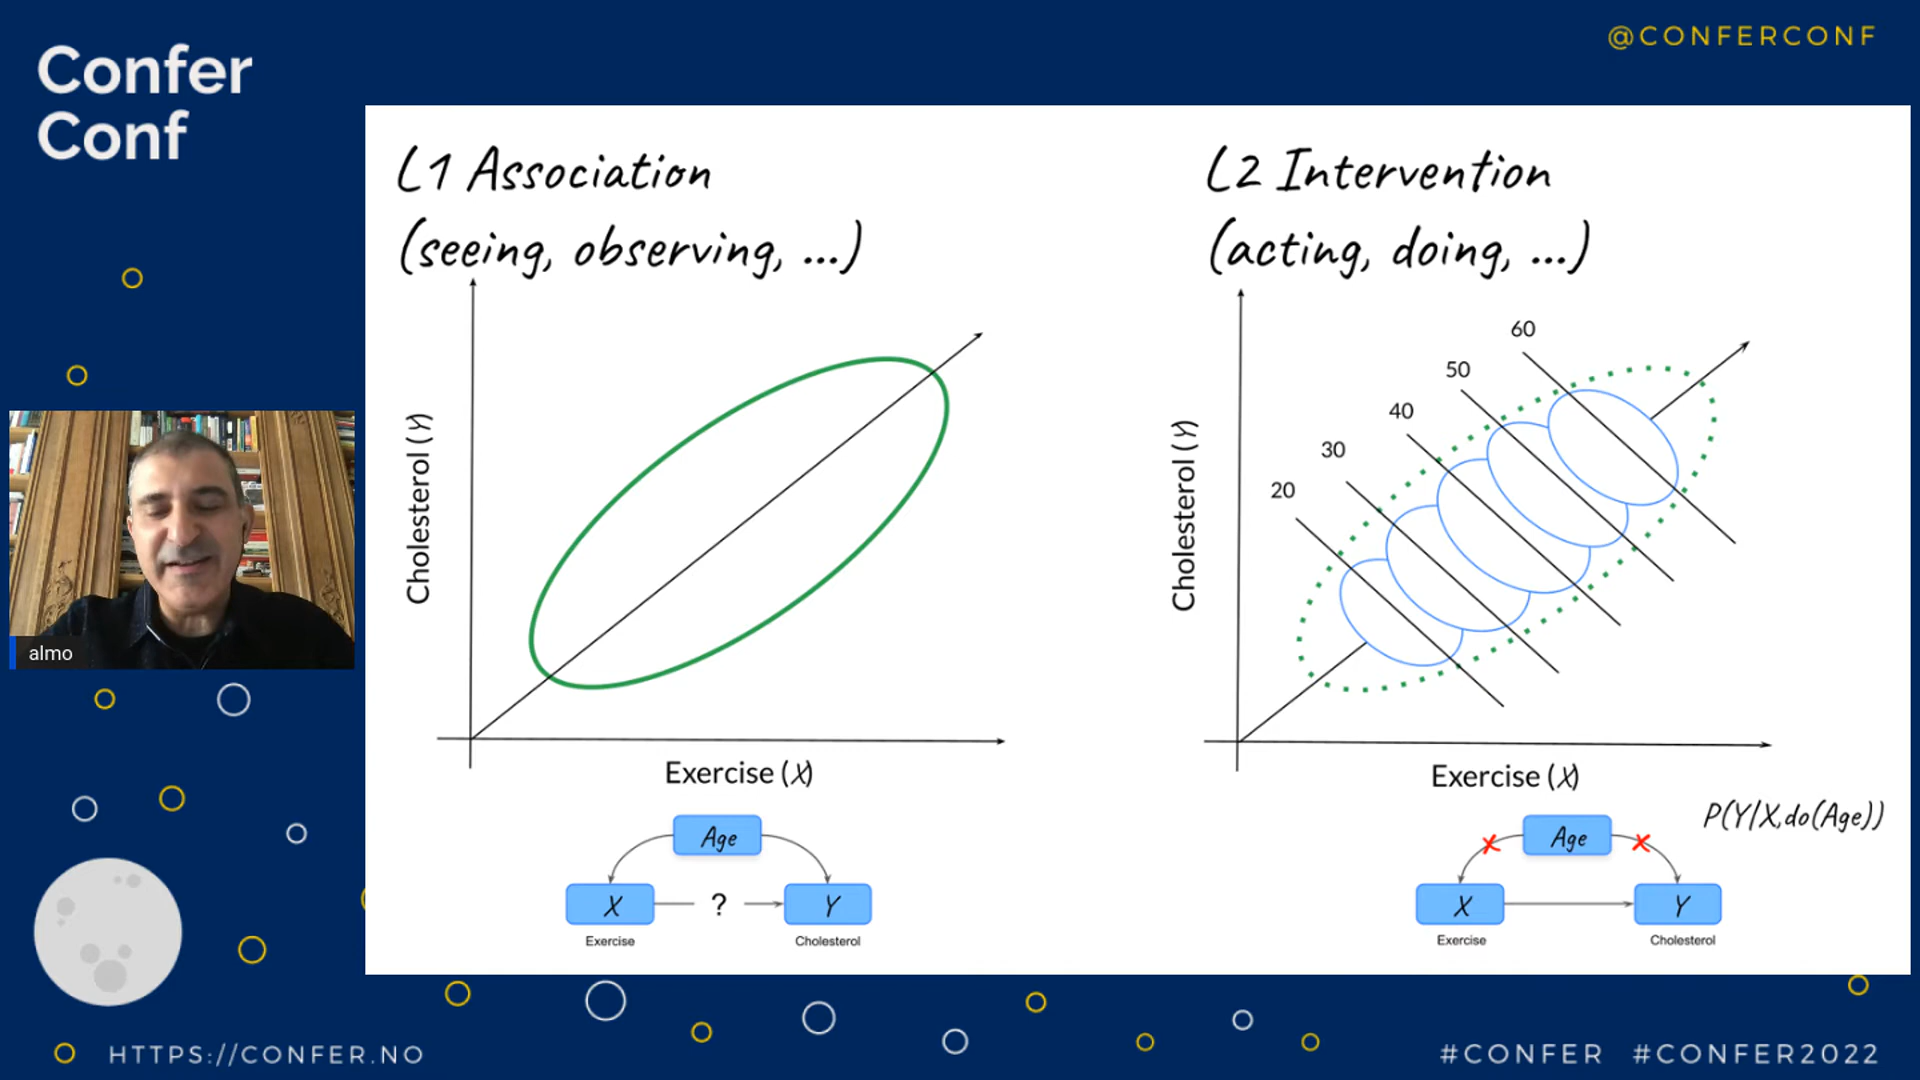 Confer
Conf
@CONFERCONF
L1 Association
(seeing, observing, ...)
Cholesterol (Y)
Exercise (X)
Age
X
?
Y
Exercise
Cholesterol
L2 Intervention
(acting, doing, ...)
60
50
40
30
20
Cholesterol (Y)
Exercise (X)
P(Y|X,do(Age))
Age
X
Y
Exercise
Cholesterol
almo
HTTPS://CONFER.NO
#CONFER #CONFER2022